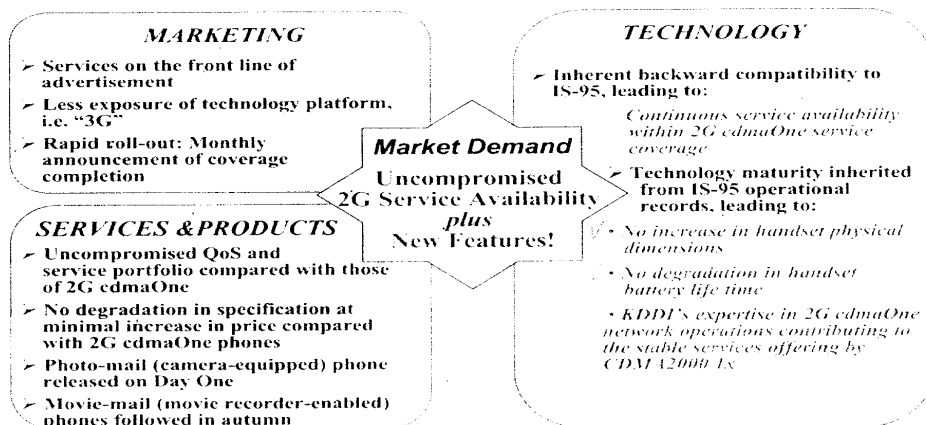 MARKETING
➢ Services on the front line of
advertisement
➢ Less exposure of technology platform,
i.e. “3G”
➢ Rapid roll-out: Monthly
announcement of coverage
completion
SERVICES &PRODUCTS
➢ Uncompromised QoS and
service portfolio compared with those
of 2G cdmaOne
➢ No degradation in specification at
minimal increase in price compared
with 2G cdmaOne phones
➢ Photo-mail (camera-equipped) phone
released on Day One
➢ Movie-mail (movie recorder-enabled)
phones followed in autumn
Market Demand
Uncompromised
2G Service Availability
plus
New Features!
TECHNOLOGY
➢ Inherent backward compatibility to
IS-95, leading to:
Continuous service availability
within 2G cdmaOne service
coverage
➢ Technology maturity inherited
from IS-95 operational
records, leading to:
• No increase in handset physical
dimensions
• No degradation in handset
battery life time
• KDDI's expertise in 2G cdmaOne
network operations contributing to
the stable services offering by
CDMA2000 1x